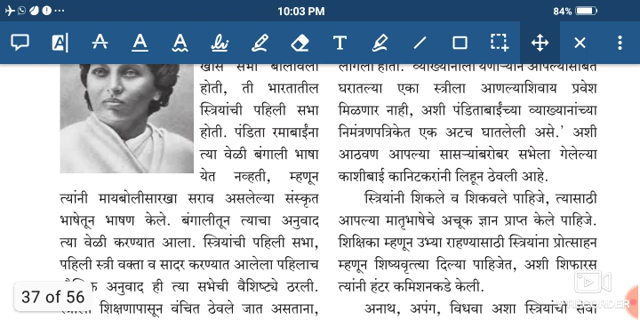 10:03 PM
84%
खास सभा बोलावली
होती, ती भारतातील
स्त्रियांची पहिली सभा
होती. पंडिता रमाबाईंना
त्या वेळी बंगाली भाषा
येत नव्हती, म्हणून
त्यांनी मायबोलीसारखा सराव असलेल्या संस्कृत
भाषेतून भाषण केले. बंगालीतून त्याचा अनुवाद
त्या वेळी करण्यात आला. स्त्रियांची पहिली सभा,
पहिली स्त्री वक्ता व सादर करण्यात आलेला पहिलाच
अनुवाद ही त्या सभेची वैशिष्ट्ये ठरली.
शिक्षणापासून वंचित ठेवले जात असताना,
लागली होती. व्याख्यानाला येणाऱ्याने आपल्यासोबत
घरातल्या एका स्त्रीला आणल्याशिवाय प्रवेश
मिळणार नाही, अशी पंडिताबाईंच्या व्याख्यानांच्या
निमंत्रणपत्रिकेत एक अटच घातलेली असे.' अशी
आठवण आपल्या सासऱ्यांबरोबर सभेला गेलेल्या
काशीबाई कानिटकरांनी लिहून ठेवली आहे.
स्त्रियांनी शिकले व शिकवले पाहिजे, त्यासाठी
आपल्या मातृभाषेचे अचूक ज्ञान प्राप्त केले पाहिजे.
शिक्षिका म्हणून उभ्या राहण्यासाठी स्त्रियांना प्रोत्साहन
म्हणून शिष्यवृत्त्या दिल्या पाहिजेत, अशी शिफारस
त्यांनी हंटर कमिशनकडे केली.
अनाथ, अपंग, विधवा अशा स्त्रियांची सेवा
37 of 56